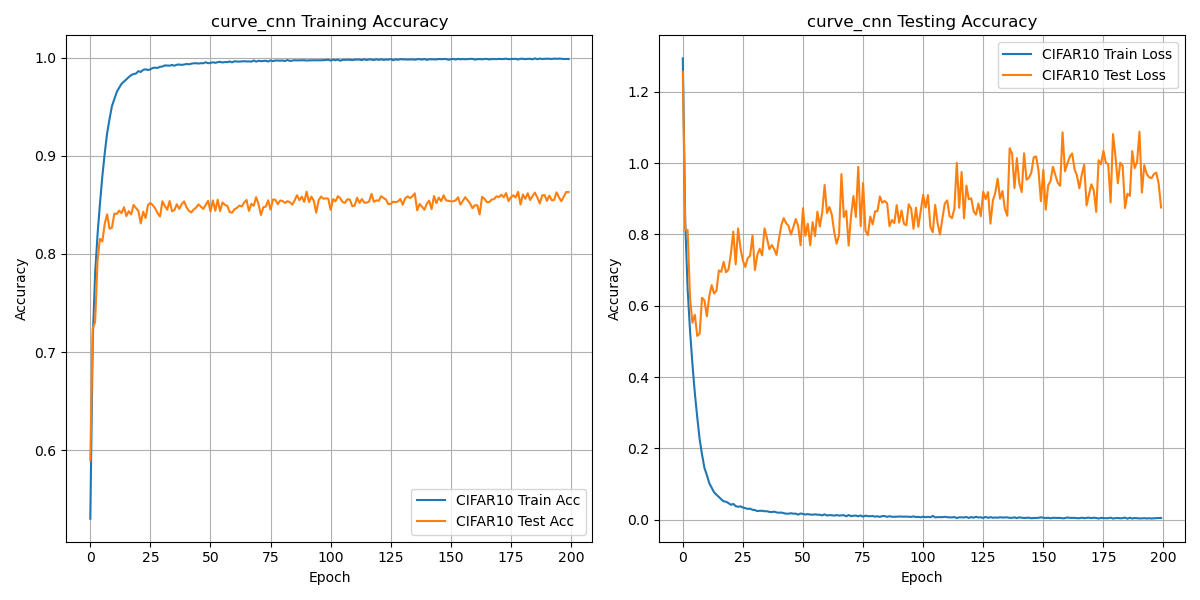 curve_cnn Training Accuracy
1.0
0.9
0.8
0.7
0.6
Accuracy
0 25 50 75 100 125 150 175 200
Epoch
CIFAR10 Train Acc
CIFAR10 Test Acc
curve_cnn Testing Accuracy
1.2
1.0
0.8
0.6
0.4
0.2
0.0
Accuracy
0 25 50 75 100 125 150 175 200
Epoch
CIFAR10 Train Loss
CIFAR10 Test Loss